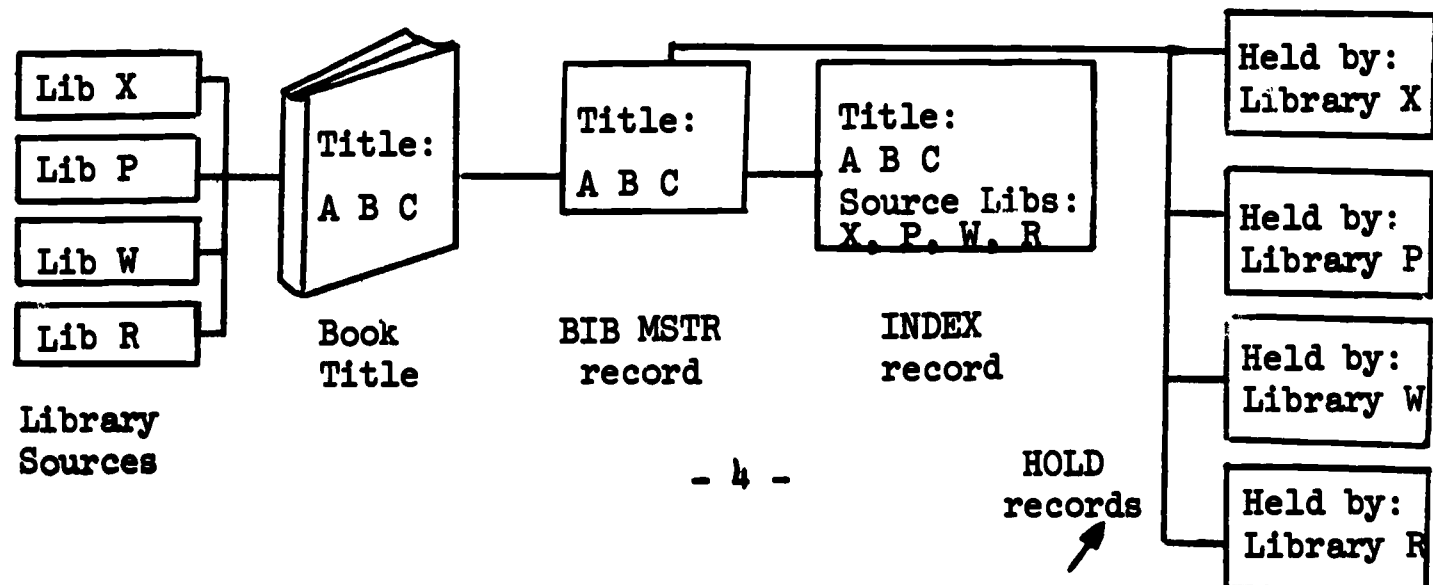 Lib X
Lib P
Lib W
Lib R
Library
Sources
Title:
A B C
Book
Title
Title:
A B C
BIB MSTR
record
Title:
A B C
Source Libs:
X, P, W, R
INDEX
record
Held by:
Library X
Held by:
Library P
Held by:
Library W
Held by:
Library R
HOLD
records
- 4 -